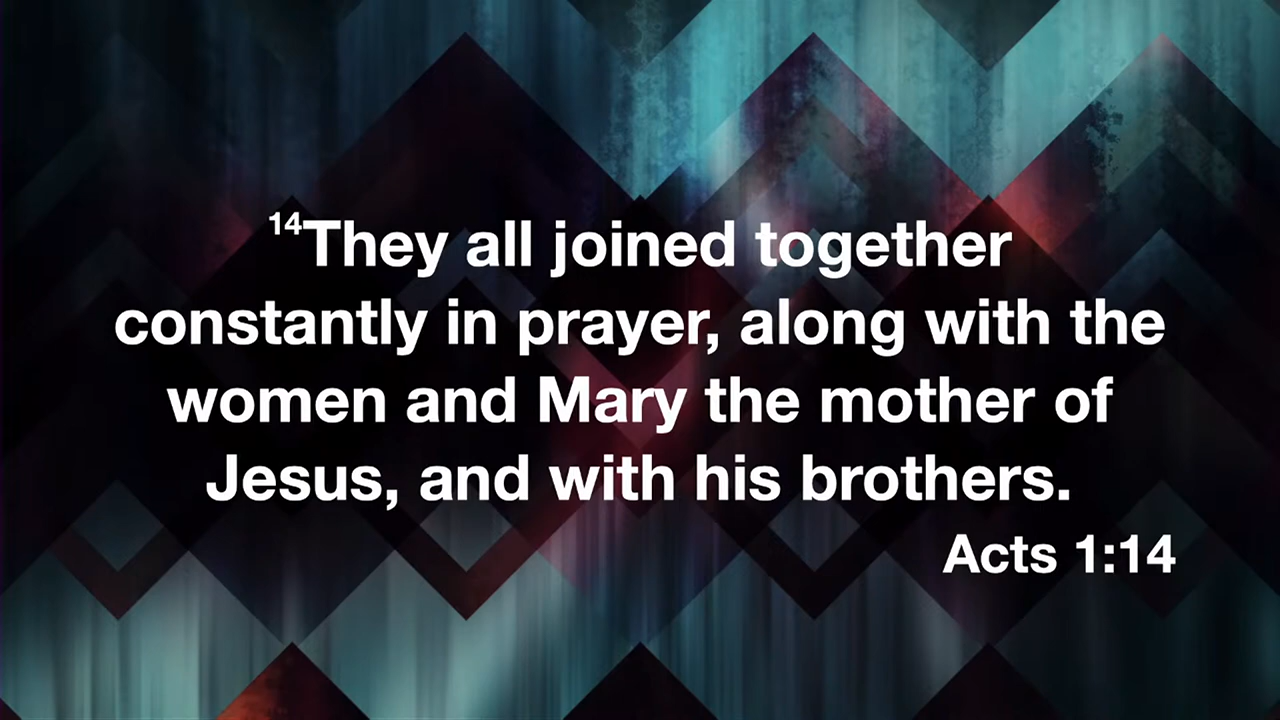 14They all joined together
constantly in prayer, along with the
women and Mary the mother of
Jesus, and with his brothers.
Acts 1:14